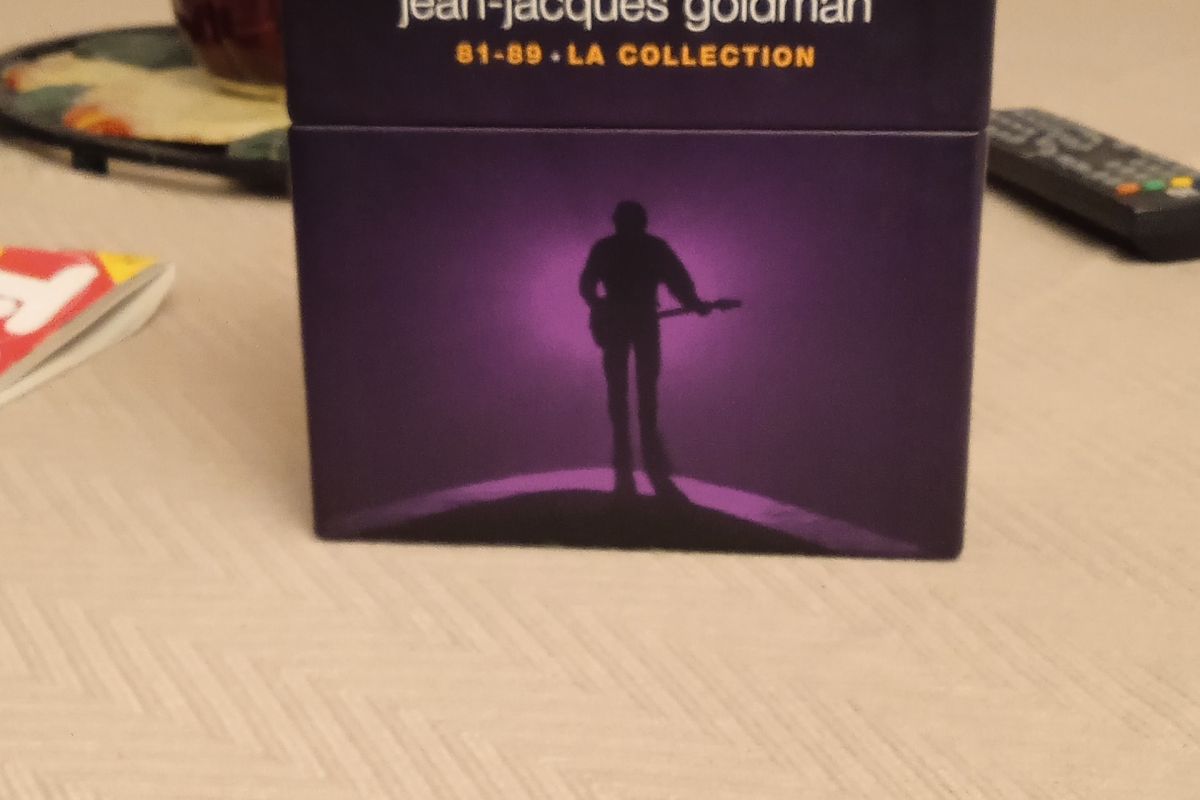 jean-jacques goldman
81-89 • LA COLLECTION